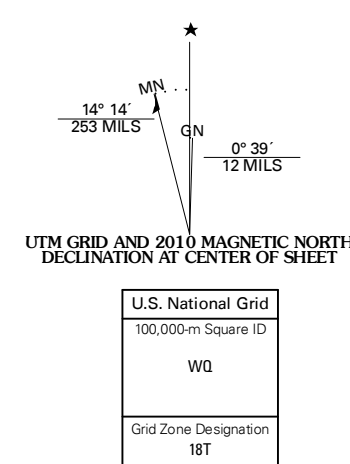 MN
14° 14´
253 MILS
GN
0° 39´
12 MILS
UTM GRID AND 2010 MAGNETIC NORTH
DECLINATION AT CENTER OF SHEET
U.S. National Grid
100,000-m Square ID
WQ
Grid Zone Designation
18T